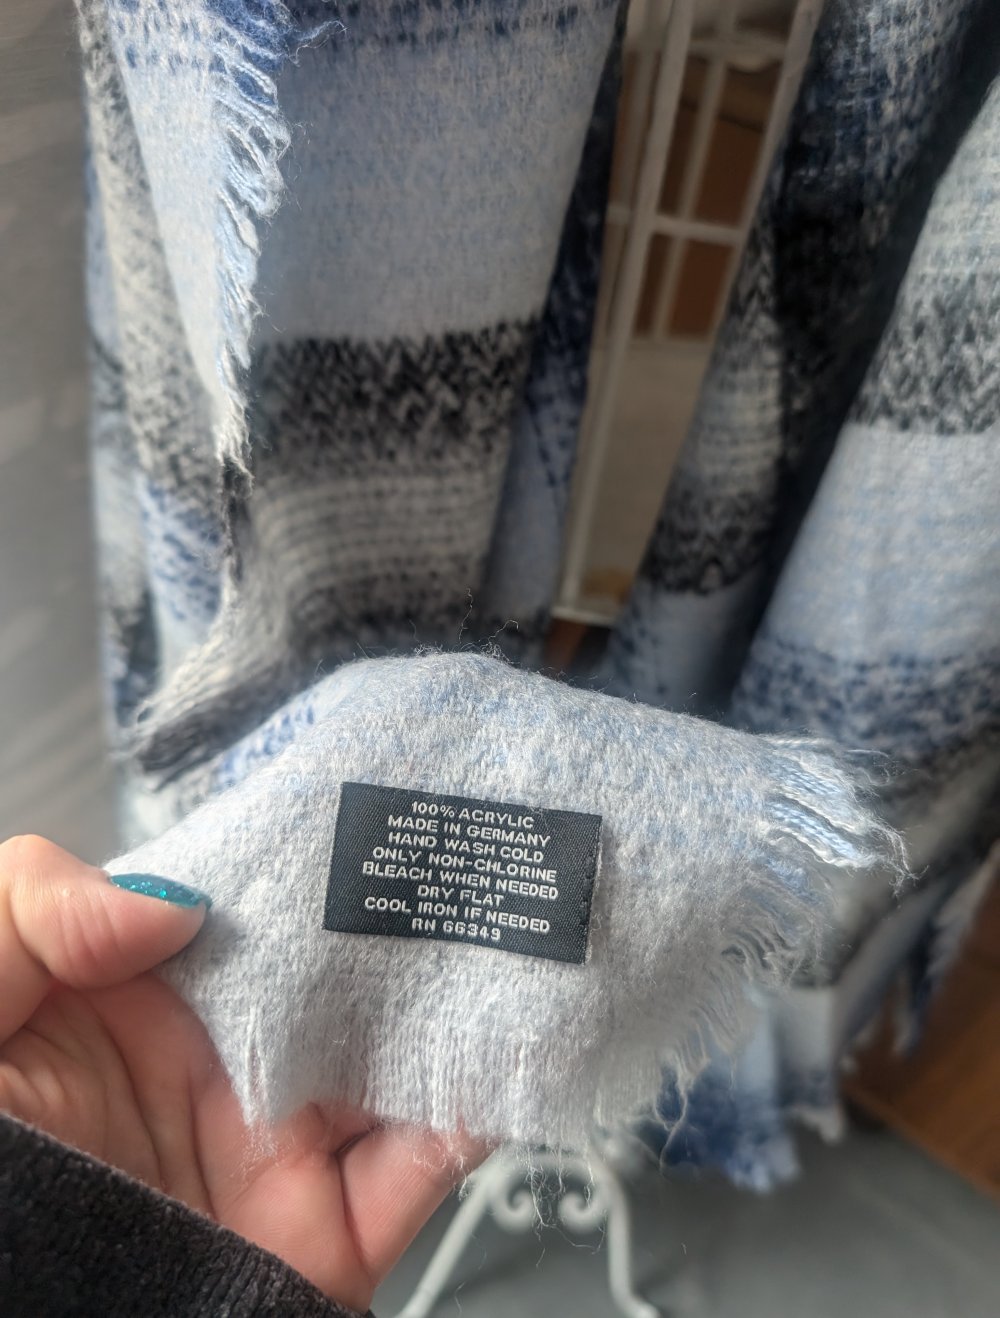 100% ACRYLIC
MADE IN GERMANY
HAND WASH COLD
ONLY NON-CHLORINE
BLEACH WHEN NEEDED
DRY FLAT
COOL IRON IF NEEDED
RN 66349